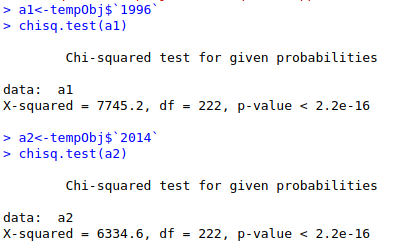 > a1<-tempObj$`1996`
> chisq.test(a1)
Chi-squared test for given probabilities
data:  a1
X-squared = 7745.2, df = 222, p-value < 2.2e-16
> a2<-tempObj$`2014`
> chisq.test(a2)
Chi-squared test for given probabilities
data:  a2
X-squared = 6334.6, df = 222, p-value < 2.2e-16